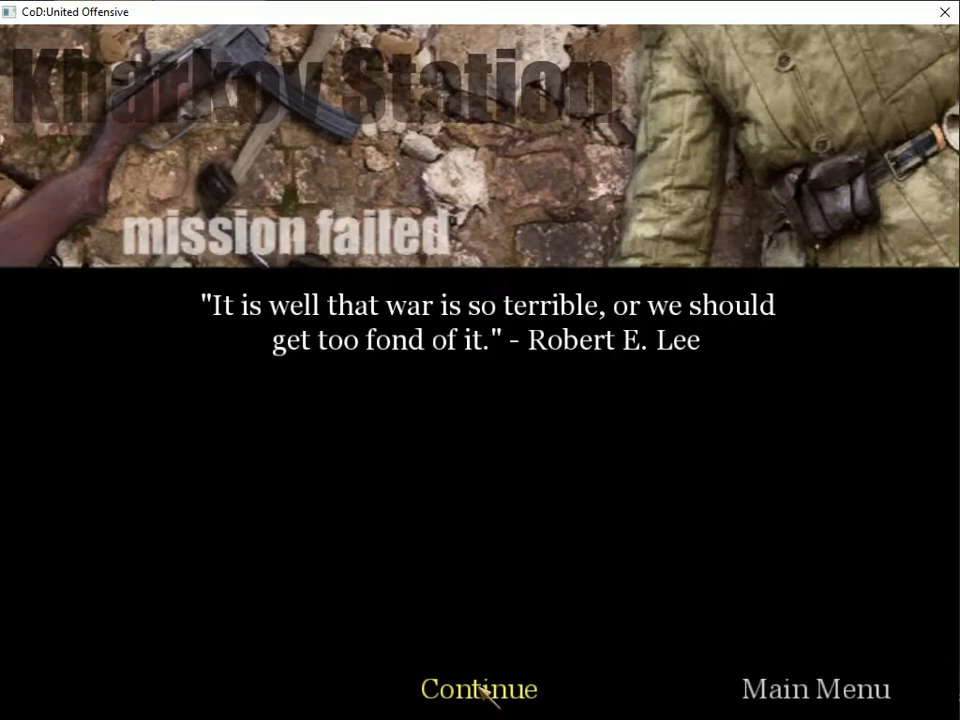 CoD:United Offensive
Kharkov Station
mission failed
"It is well that war is so terrible, or we should
get too fond of it." - Robert E. Lee
Continue
Main Menu